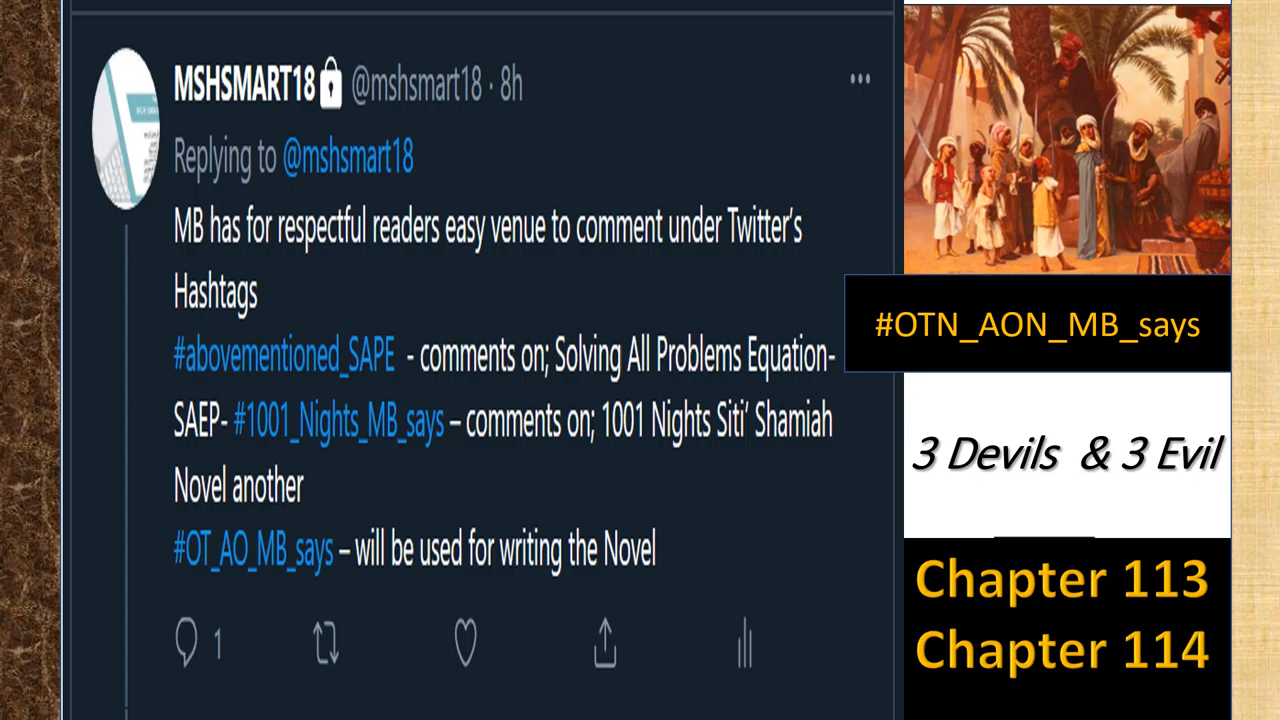 MSHSMART18 @mshsmart18 · 8h
Replying to @mshsmart18
MB has for respectful readers easy venue to comment under Twitter’s
Hashtags
#abovementioned_SAPE - comments on; Solving All Problems Equation-
SAEP- #1001_Nights_MB_says – comments on; 1001 Nights Siti’ Shamiah
Novel another
#OT_AO_MB_says – will be used for writing the Novel
1
#OTN_AON_MB_says
3 Devils & 3 Evil
Chapter 113
Chapter 114